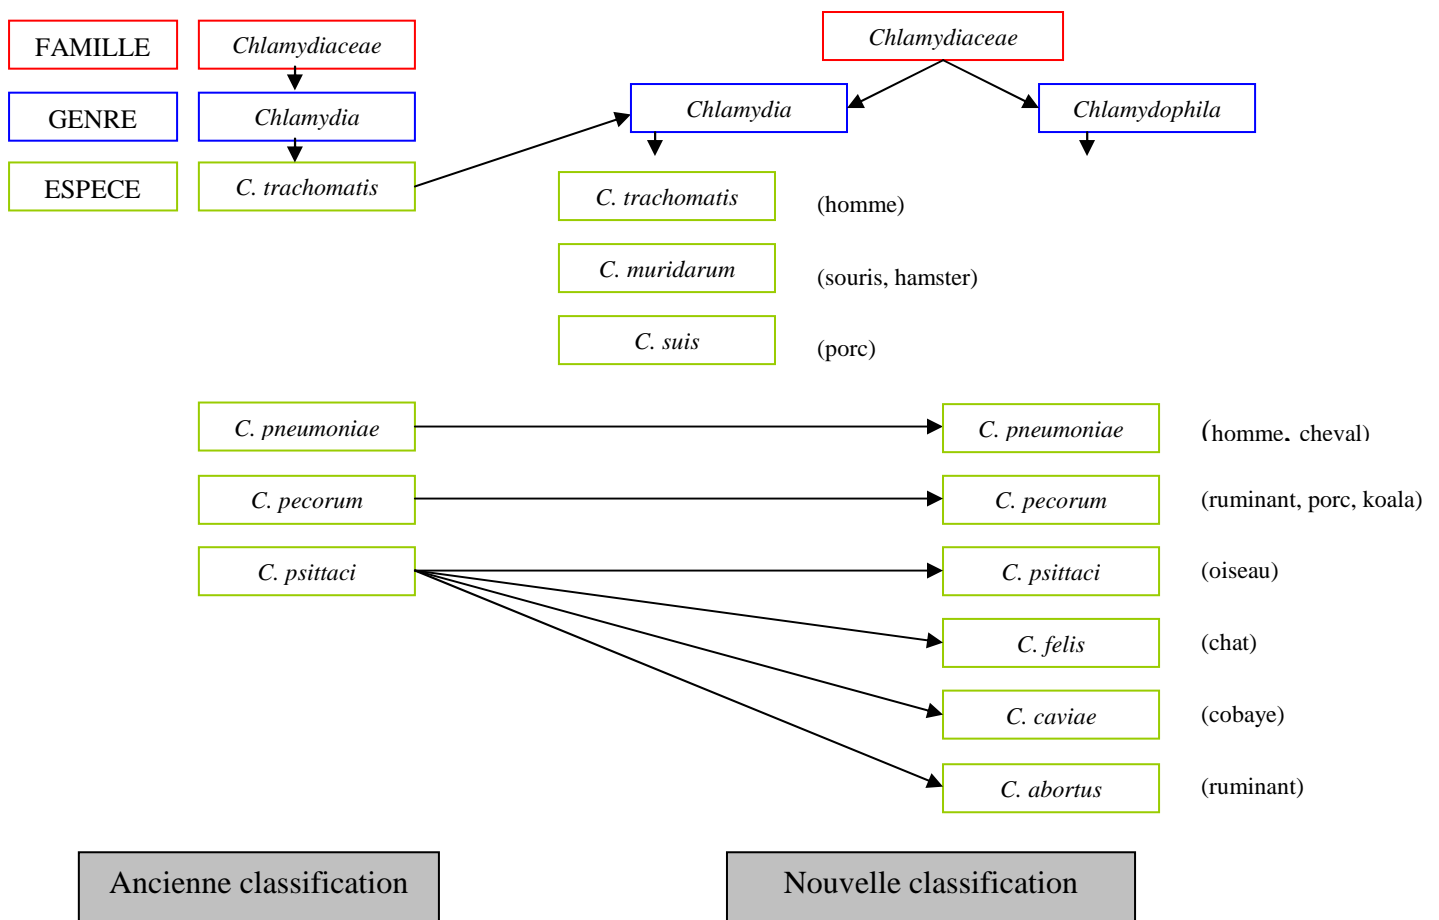 FAMILLE Chlamydiaceae Chlamydiaceae
GENRE Chlamydia Chlamydia Chlamydophila
ESPECE C. trachomatis
C. trachomatis (homme)
C. muridarum (souris, hamster)
C. suis (porc)
C. pneumoniae C. pneumoniae (homme, cheval)
C. pecorum C. pecorum (ruminant, porc, koala)
C. psittaci C. psittaci (oiseau)
C. felis (chat)
C. caviae (cobaye)
C. abortus (ruminant)
Ancienne classification Nouvelle classification